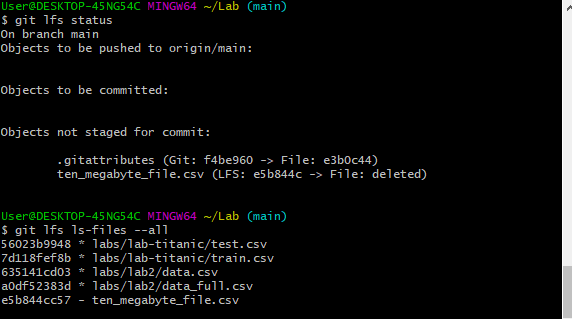 User@DESKTOP-45NG54C MINGW64 ~/Lab (main)
$ git lfs status
On branch main
Objects to be pushed to origin/main:
Objects to be committed:
Objects not staged for commit:
.gitattributes (Git: f4be960 -> File: e3b0c44)
ten_megabyte_file.csv (LFS: e5b844c -> File: deleted)
User@DESKTOP-45NG54C MINGW64 ~/Lab (main)
$ git lfs ls-files --all
56023b9948 * labs/lab-titanic/test.csv
7d118fef8b * labs/lab-titanic/train.csv
635141cd03 * labs/lab2/data.csv
a0df52383d * labs/lab2/data_full.csv
e5b844cc57 - ten_megabyte_file.csv